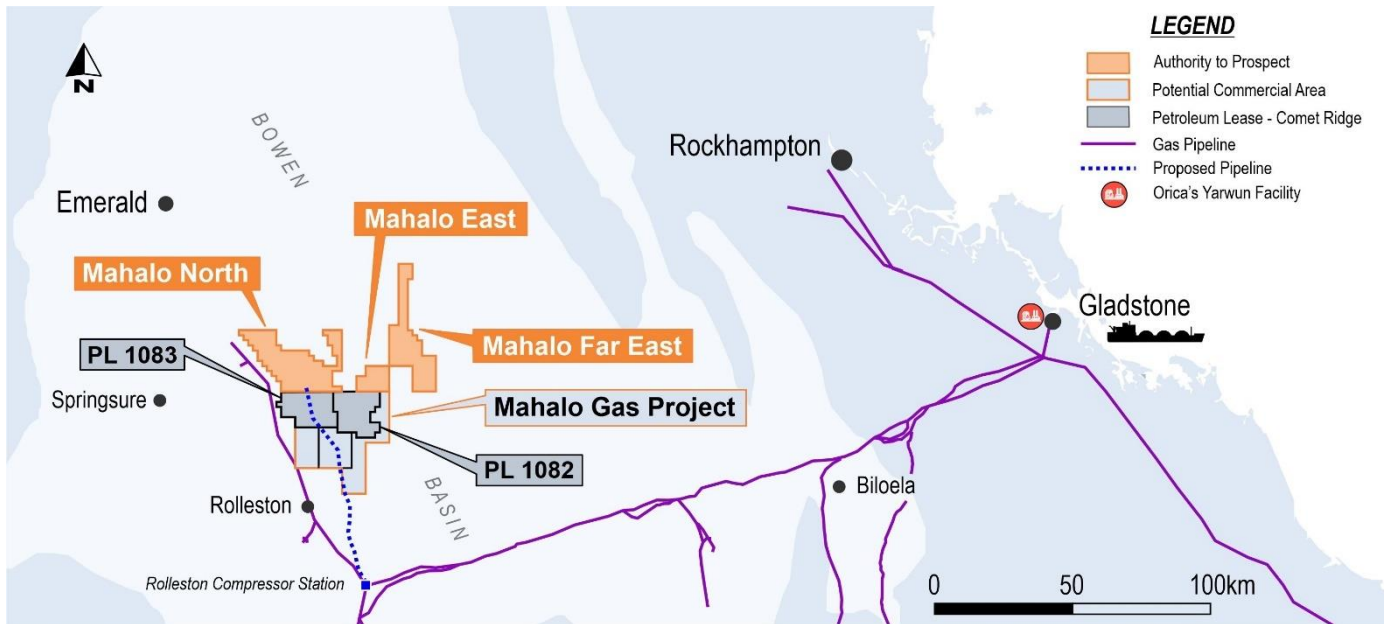 LEGEND
Authority to Prospect
Potential Commercial Area
Petroleum Lease - Comet Ridge
Gas Pipeline
Proposed Pipeline
Orica's Yarwun Facility
N
BOWEN
Rockhampton
Emerald
Mahalo East
Mahalo North
Gladstone
Mahalo Far East
PL 1083
Springsure
Mahalo Gas Project
PL 1082
Rolleston
BASIN
Biloela
Rolleston Compressor Station
0 50 100km